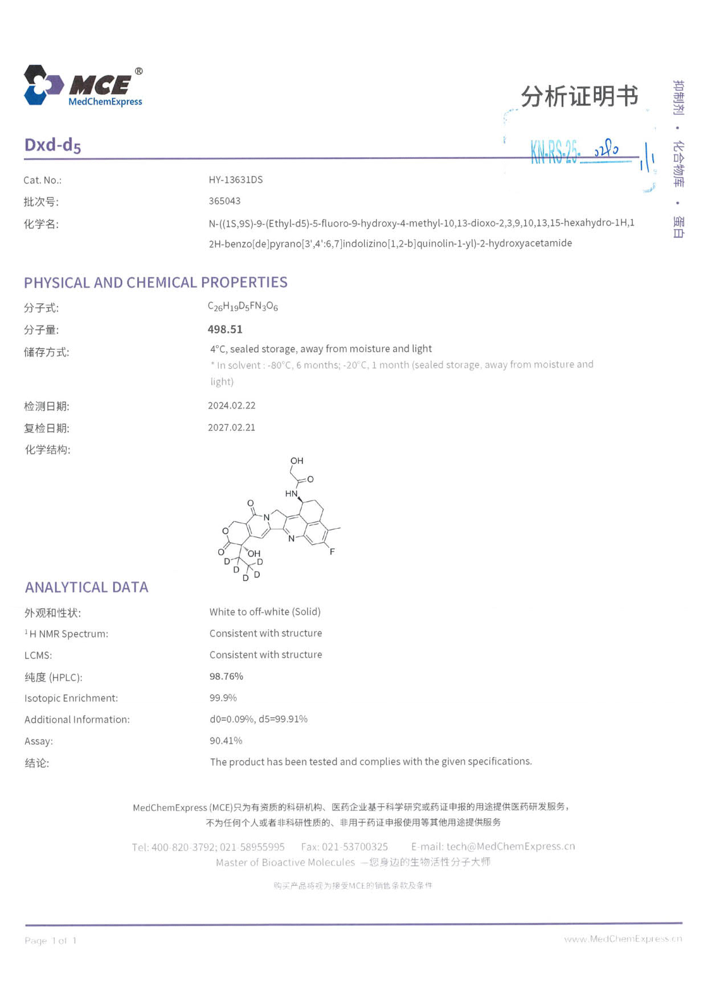 MCE®
MedChemExpress
分析证明书
抑制剂 • 化合物库 • 蛋白
Dxd-d5
KN-RS-25-0280
Cat. No.: HY-13631DS
批次号: 365043
化学名: N-((1S,9S)-9-(Ethyl-d5)-5-fluoro-9-hydroxy-4-methyl-10,13-dioxo-2,3,9,10,13,15-hexahydro-1H,1
2H-benzo[de]pyrano[3',4':6,7]indolizino[1,2-b]quinolin-1-yl)-2-hydroxyacetamide
PHYSICAL AND CHEMICAL PROPERTIES
分子式: C26H19D5FN3O6
分子量: 498.51
储存方式: 4°C, sealed storage, away from moisture and light
* In solvent : -80°C, 6 months; -20°C, 1 month (sealed storage, away from moisture and
light)
检测日期: 2024.02.22
复检日期: 2027.02.21
化学结构:
OH
O
HN
O
N
O
N
O
OH
F
D
D
D
D
D
ANALYTICAL DATA
外观和性状: White to off-white (Solid)
1H NMR Spectrum: Consistent with structure
LCMS: Consistent with structure
纯度 (HPLC): 98.76%
Isotopic Enrichment: 99.9%
Additional Information: d0=0.09%, d5=99.91%
Assay: 90.41%
结论: The product has been tested and complies with the given specifications.
MedChemExpress (MCE)只为有资质的科研机构、医药企业基于科学研究或药证申报的用途提供医药研发服务，
不为任何个人或者非科研性质的、非用于药证申报使用等其他用途提供服务
Tel: 400-820-3792; 021-58955995 Fax: 021-53700325 E-mail: tech@MedChemExpress.cn
Master of Bioactive Molecules —您身边的生物活性分子大师
购买产品将视为接受MCE的销售条款及条件
Page 1 of 1
www.MedChemExpress.cn